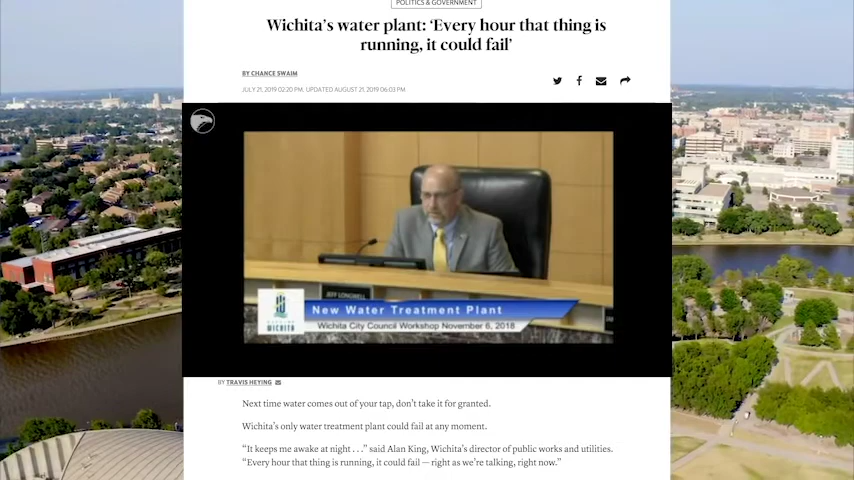 POLITICS & GOVERNMENT
Wichita's water plant: 'Every hour that thing is
running, it could fail'
BY CHANCE SWAIM
JULY 21, 2019 02:20 PM, UPDATED AUGUST 21, 2019 06:03 PM
JEFF LONGWELL
New Water Treatment Plant
Wichita City Council Workshop November 6, 2018
WICHITA
BY TRAVIS HEYING
Next time water comes out of your tap, don't take it for granted.
Wichita's only water treatment plant could fail at any moment.
“It keeps me awake at night . . .” said Alan King, Wichita's director of public works and utilities.
“Every hour that thing is running, it could fail — right as we're talking, right now.”